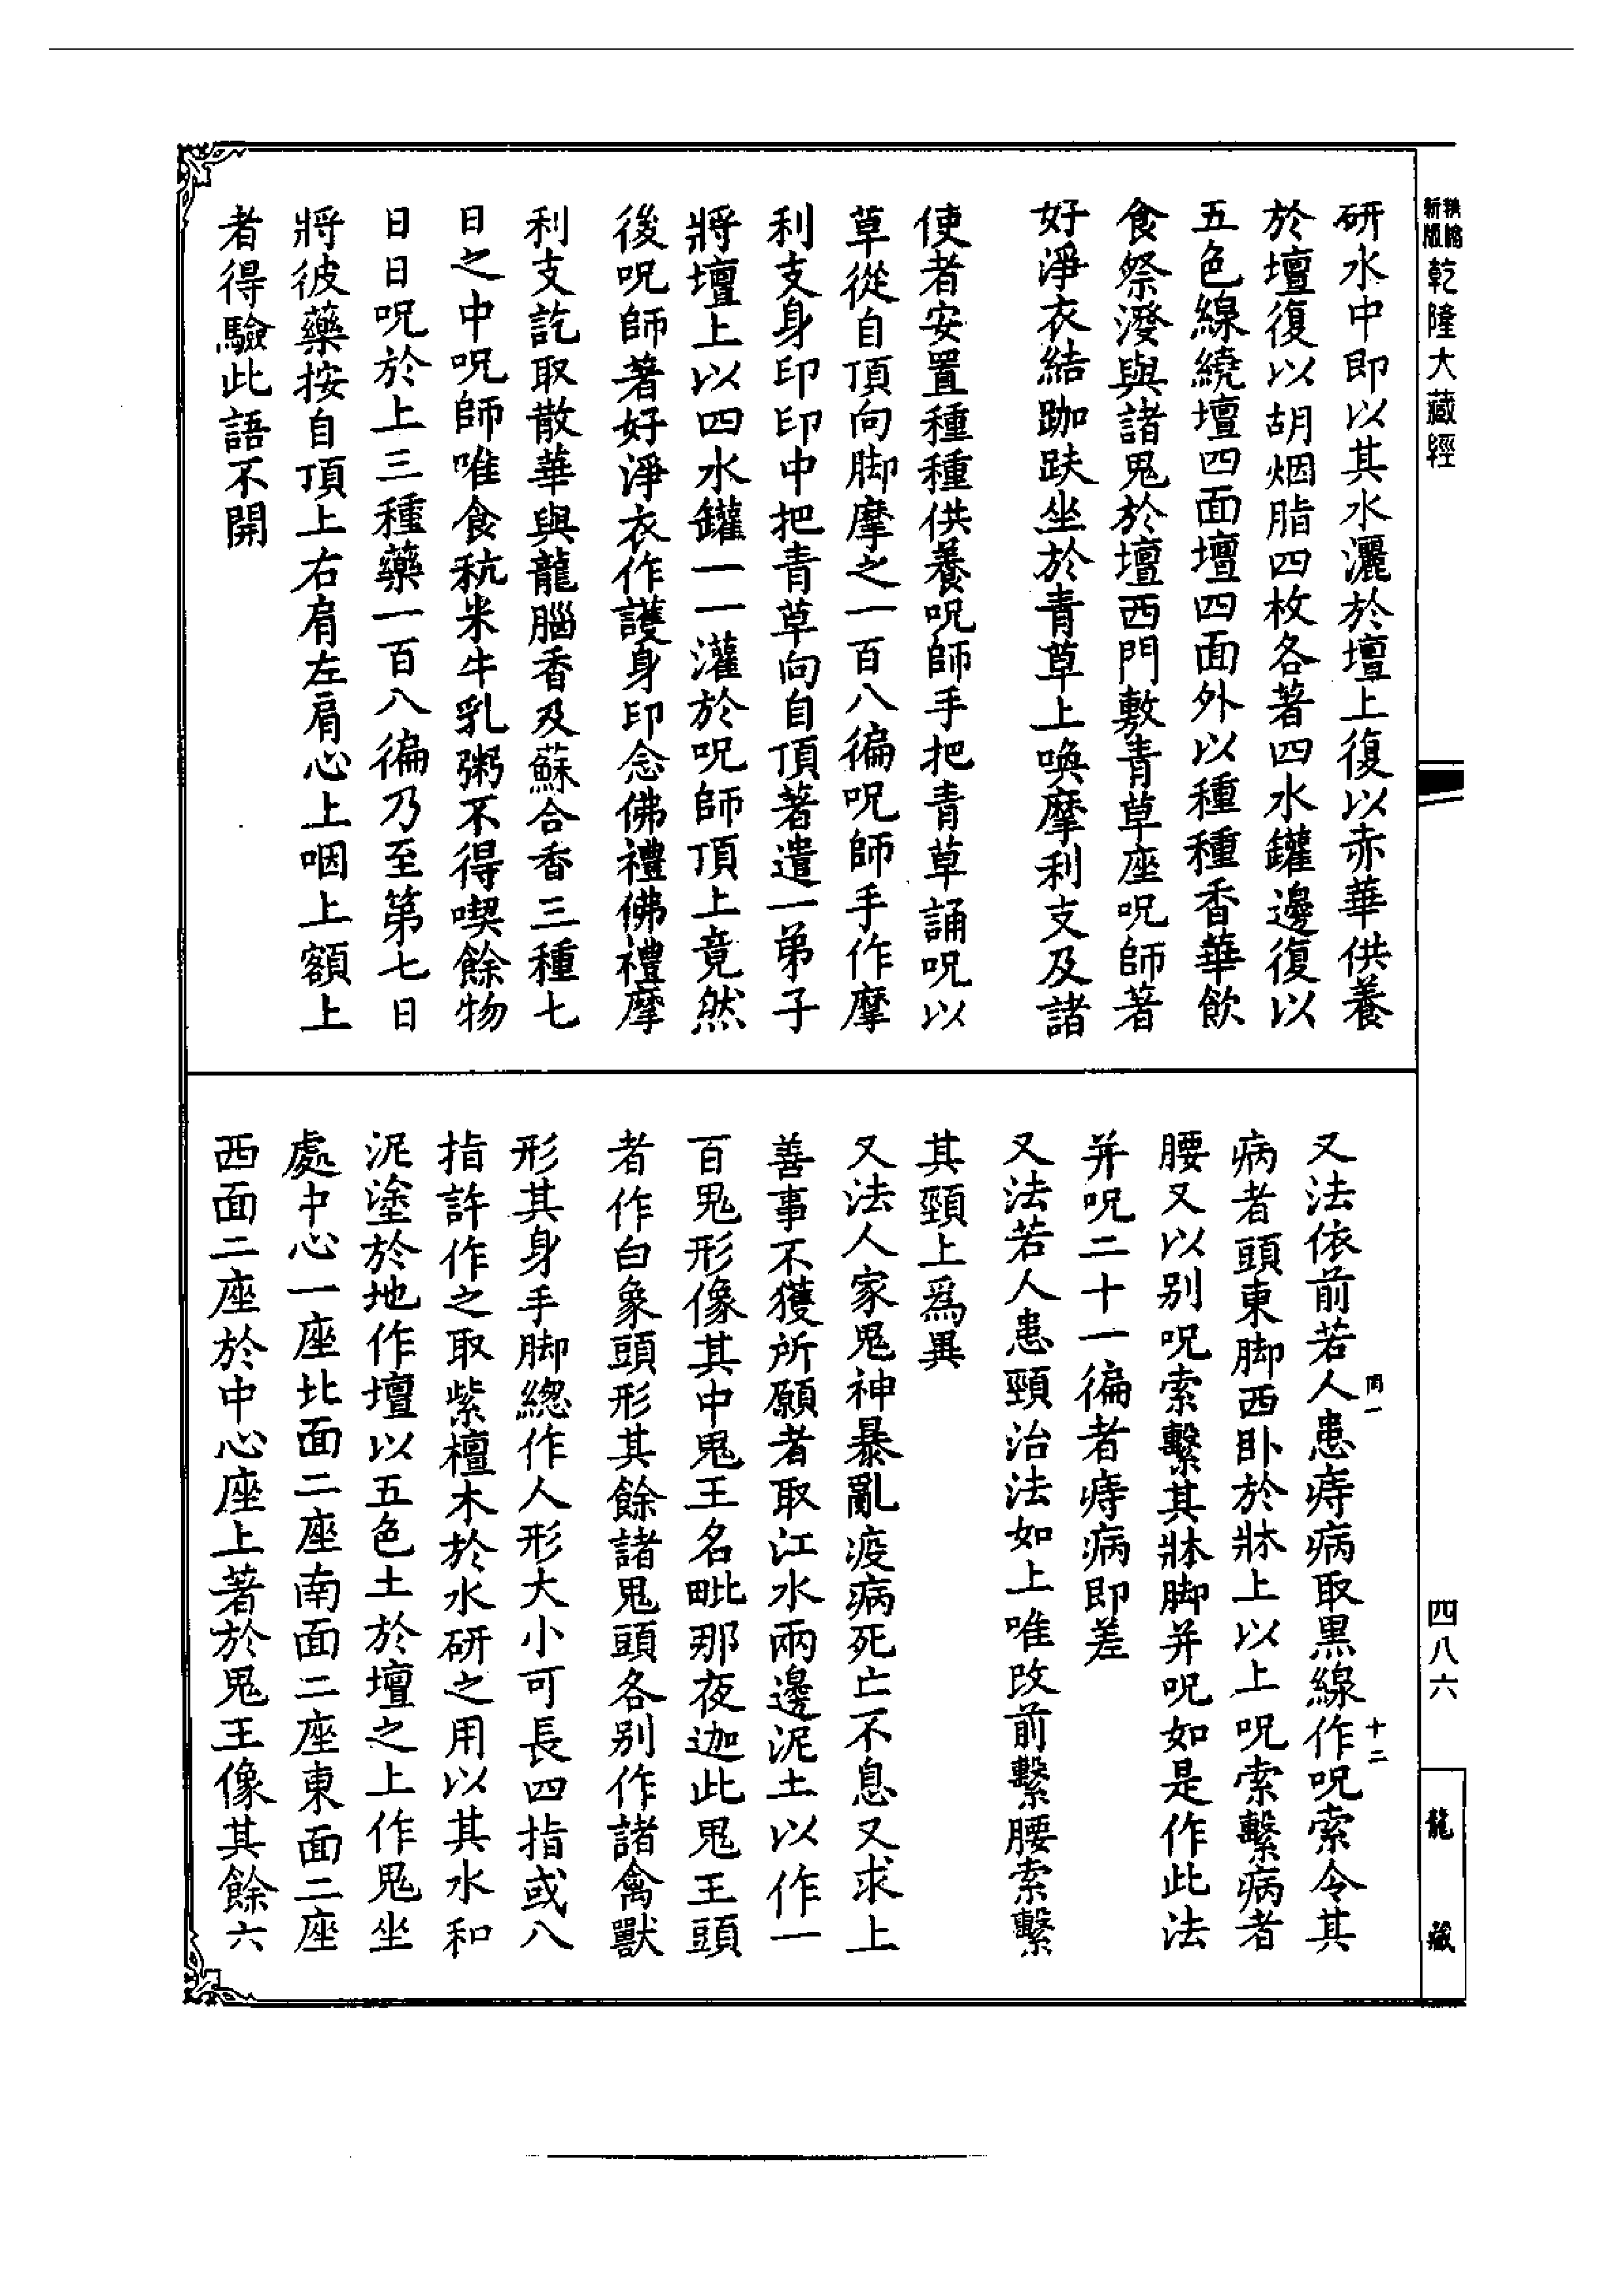 乾隆大藏經
研水中即以其水灑於壇上復以赤華供養
於壇復以胡烟脂四枚各著四水罐邊復以
五色線繞壇四面壇四面外以種種香華飲
食祭潑與諸鬼於壇西門敷青草座呪師著
好淨衣結跏趺坐於青草上喚摩利支及諸
使者安置種種供養呪師手把青草誦呪以
草從自頂向脚摩之一百八徧呪師手作摩
利支身印印中把青草向自頂著遣一弟子
將壇上以四水罐一一灌於呪師頂上竟然
後呪師著好淨衣作護身印念佛禮佛禮摩
利支訖取散華與龍腦香及蘇合香三種七
日之中呪師唯食秔米牛乳粥不得喫餘物
日日呪於上三種藥一百八徧乃至第七日
將彼藥按自頂上右肩左肩心上咽上額上
者得驗此語不開
又法依前若人患痔病取黑線作呪索令其
病者頭東脚西卧於牀上以上呪索繫病者
腰又以别呪索繫其牀脚并呪如是作此法
并呪二十一徧者痔病即差
又法若人患頸治法如上唯改前繫腰索繫
其頸上爲異
又法人家鬼神暴亂疫病死亡不息又求上
善事不獲所願者取江水兩邊泥土以作一
百鬼形像其中鬼王名毗那夜迦此鬼王頭
者作白象頭形其餘諸鬼頭各别作諸禽獸
形其身手脚總作人形大小可長四指或八
指許作之取紫檀木於水研之用以其水和
泥塗於地作壇以五色土於壇之上作鬼坐
處中心一座北面二座南面二座東面二座
西面二座於中心座上著於鬼王像其餘六
十二
四八六
龍藏